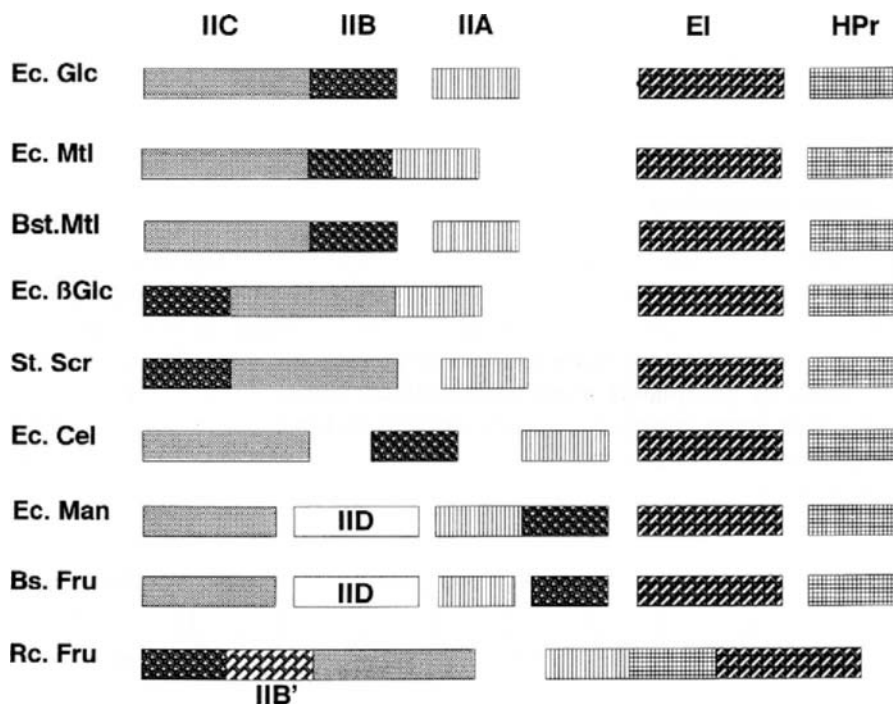 IIC IIB IIA EI HPr
Ec. Glc
Ec. Mtl
Bst.Mtl
Ec. ßGlc
St. Scr
Ec. Cel
Ec. Man IID
Bs. Fru IID
Rc. Fru
IIB'